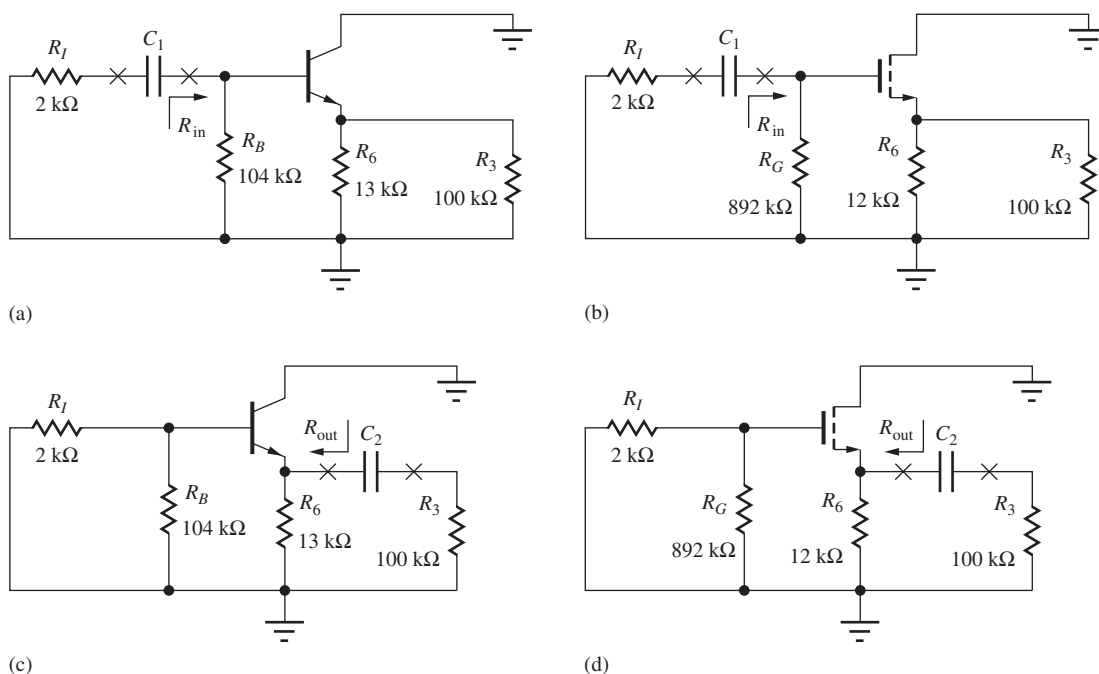 R_I
C_1
2 kΩ
R_in
R_B
104 kΩ
R_6
13 kΩ
R_3
100 kΩ
(a)
R_I
C_1
2 kΩ
R_in
R_G
892 kΩ
R_6
12 kΩ
R_3
100 kΩ
(b)
R_I
2 kΩ
R_out
C_2
R_B
104 kΩ
R_6
13 kΩ
R_3
100 kΩ
(c)
R_I
2 kΩ
R_out
C_2
R_G
892 kΩ
R_6
12 kΩ
R_3
100 kΩ
(d)